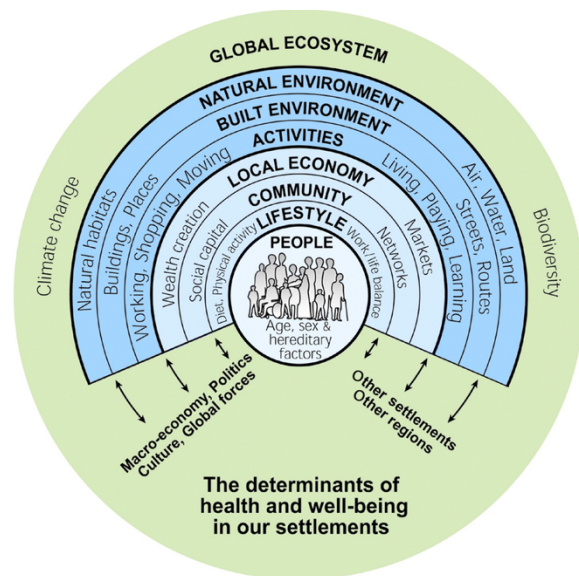 GLOBAL ECOSYSTEM
NATURAL ENVIRONMENT
BUILT ENVIRONMENT
ACTIVITIES
LOCAL ECONOMY
COMMUNITY
LIFESTYLE
PEOPLE
Age, sex &
hereditary
factors
Climate change
Natural habitats
Buildings, Places
Working, Shopping, Moving
Wealth creation
Social capital
Diet, Physical activity
Work/life balance
Networks
Markets
Living, Playing, Learning
Streets, Routes
Air, Water, Land
Biodiversity
Macro-economy, Politics
Culture, Global forces
Other settlements
Other regions
The determinants of
health and well-being
in our settlements